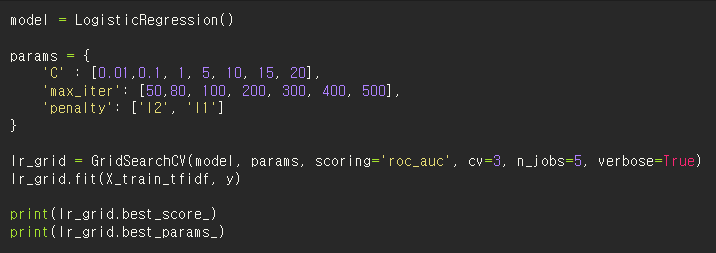 model = LogisticRegression()
params = {
'C' : [0.01,0.1, 1, 5, 10, 15, 20],
'max_iter': [50,80, 100, 200, 300, 400, 500],
'penalty': ['l2', 'l1']
}
lr_grid = GridSearchCV(model, params, scoring='roc_auc', cv=3, n_jobs=5, verbose=True)
lr_grid.fit(X_train_tfidf, y)
print(lr_grid.best_score_)
print(lr_grid.best_params_)